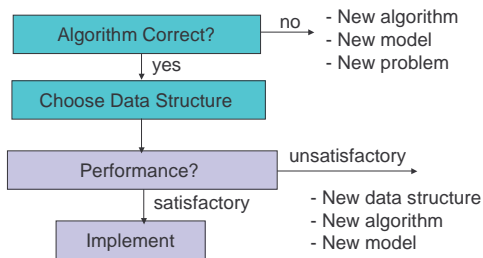 Algorithm Correct?
no
- New algorithm
- New model
- New problem
yes
Choose Data Structure
Performance?
unsatisfactory
satisfactory
- New data structure
- New algorithm
- New model
Implement